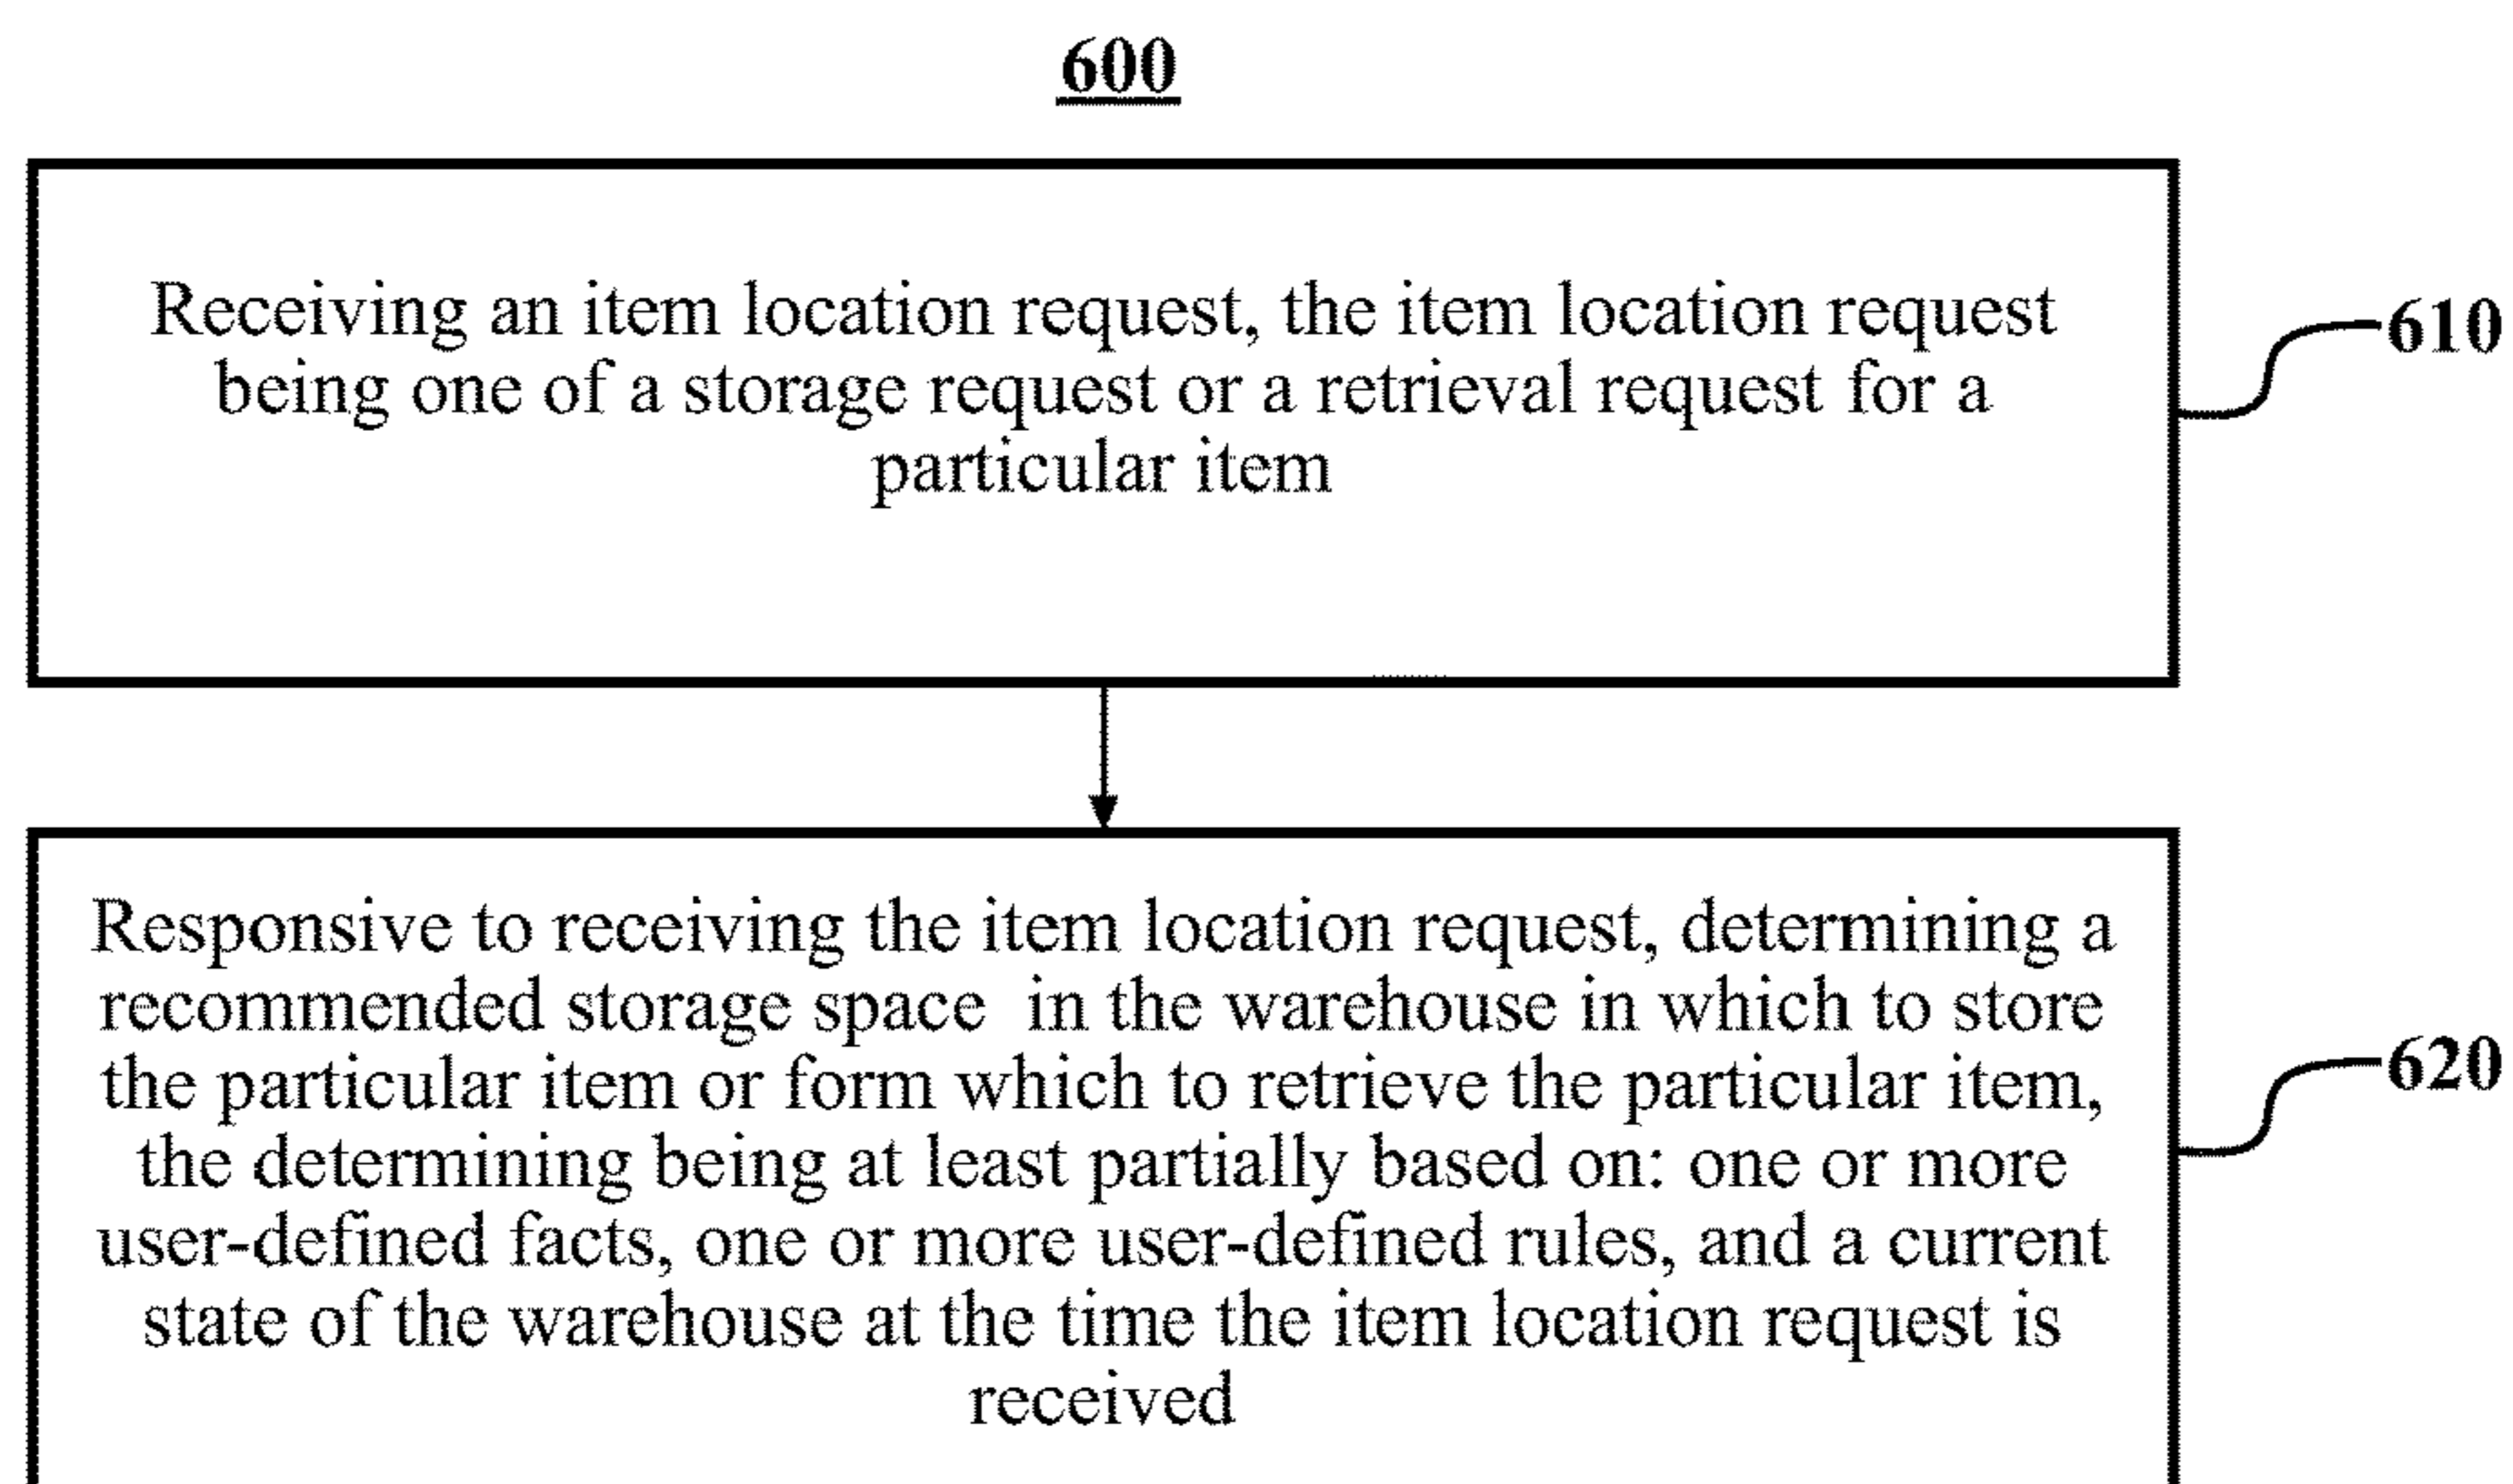 600
Receiving an item location request, the item location request
being one of a storage request or a retrieval request for a
particular item
610
Responsive to receiving the item location request, determining a
recommended storage space in the warehouse in which to store
the particular item or form which to retrieve the particular item,
the determining being at least partially based on: one or more
user-defined facts, one or more user-defined rules, and a current
state of the warehouse at the time the item location request is
received
620